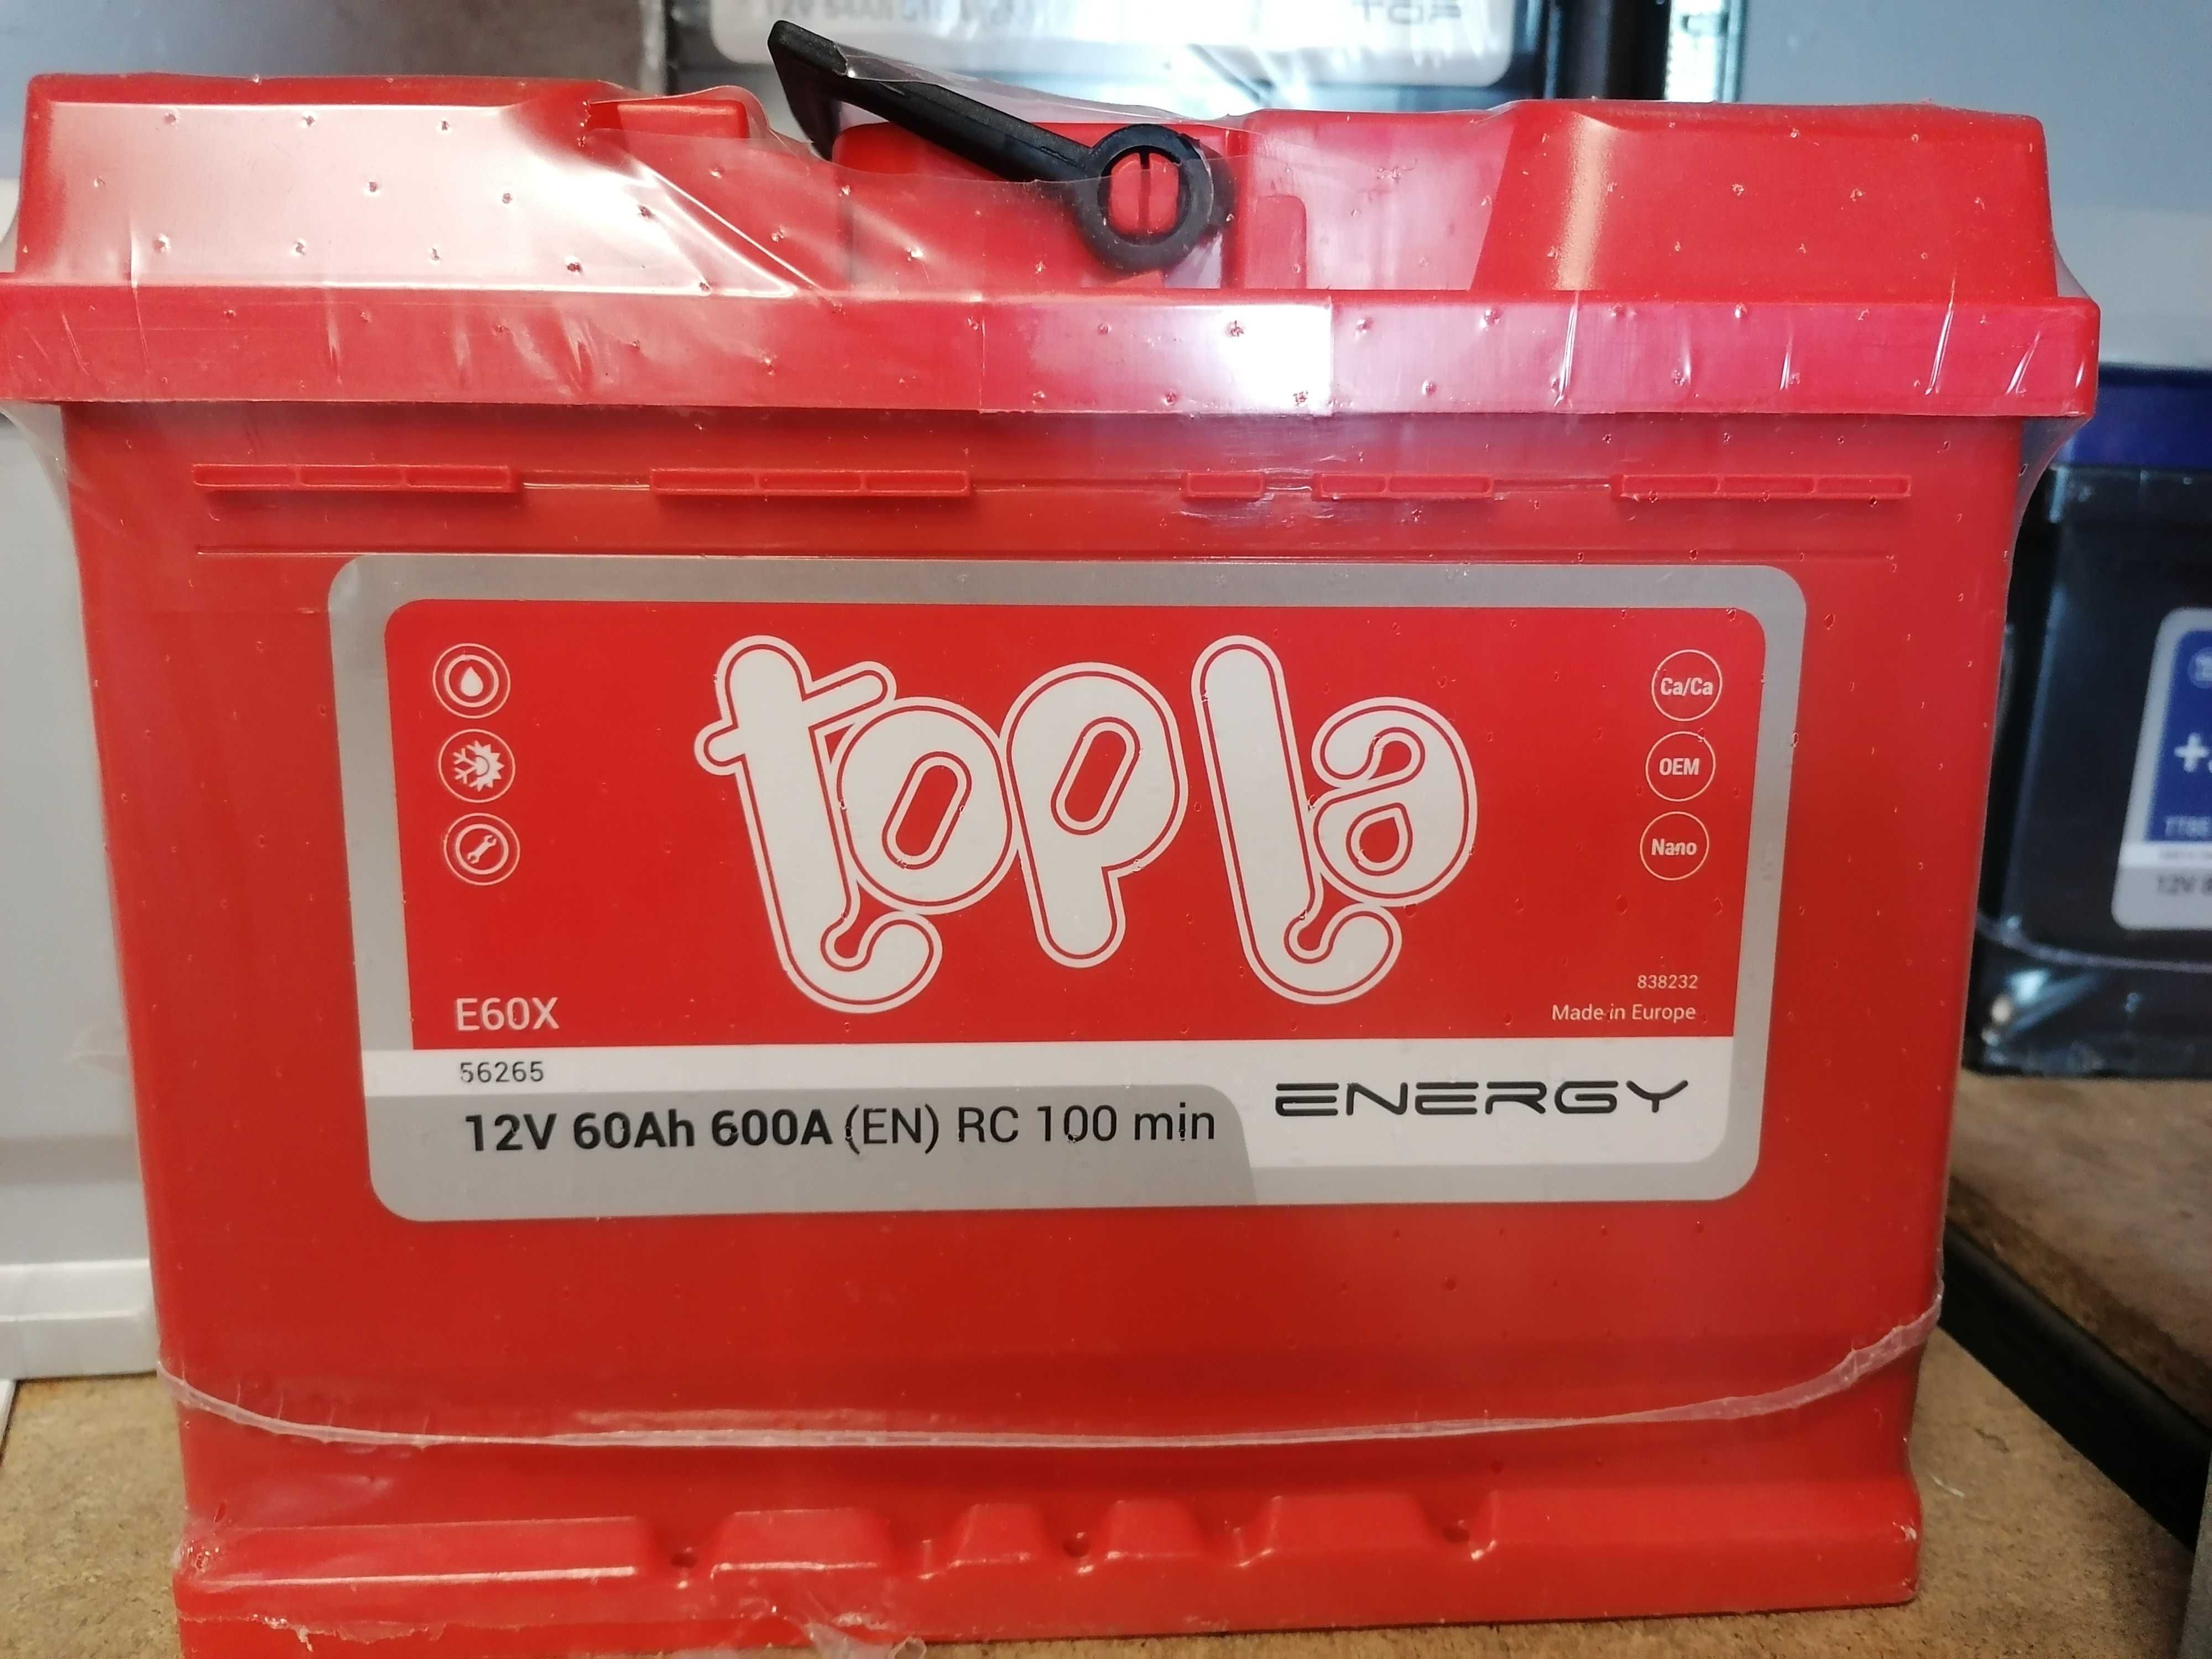 topla
Ca/Ca
OEM
Nano
838232
Made in Europe
E60X
56265
12V 60Ah 600A (EN) RC 100 min
ENERGY